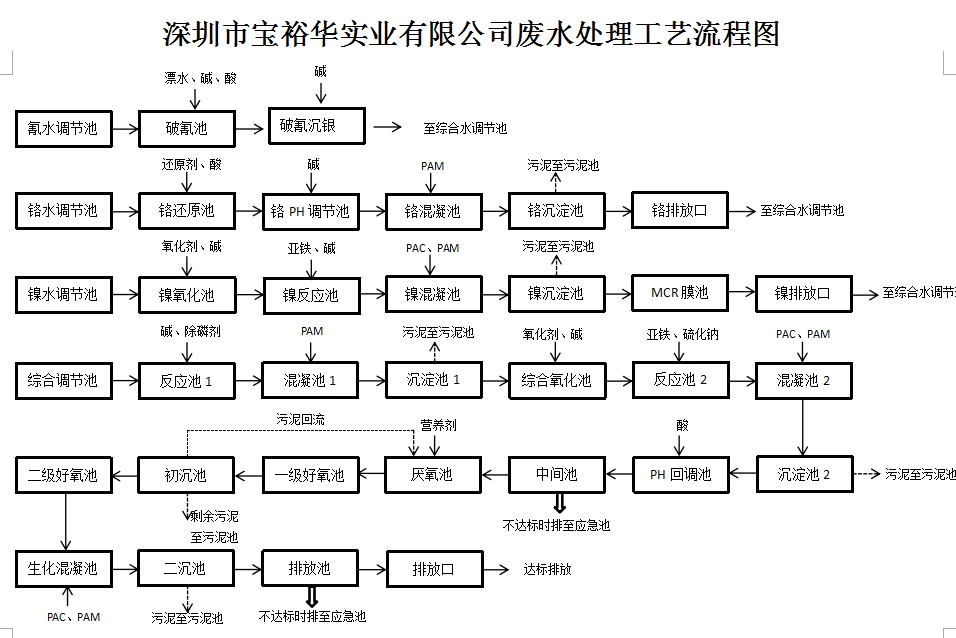 深圳市宝裕华实业有限公司废水处理工艺流程图
漂水、碱、酸
碱
氰水调节池
破氰池
破氰沉银
至综合水调节池
还原剂、酸
碱
PAM
污泥至污泥池
铬水调节池
铬还原池
铬 PH 调节池
铬混凝池
铬沉淀池
铬排放口
至综合水调节池
氧化剂、碱
亚铁、碱
PAC、PAM
污泥至污泥池
镍水调节池
镍氧化池
镍反应池
镍混凝池
镍沉淀池
MCR 膜池
镍排放口
至综合水调节
碱、除磷剂
PAM
污泥至污泥池
氧化剂、碱
亚铁、硫化钠
PAC、PAM
综合调节池
反应池 1
混凝池 1
沉淀池 1
综合氧化池
反应池 2
混凝池 2
污泥回流
营养剂
酸
二级好氧池
初沉池
一级好氧池
厌氧池
中间池
PH 回调池
沉淀池 2
污泥至污泥池
剩余污泥
至污泥池
不达标时排至应急池
生化混凝池
二沉池
排放池
排放口
达标排放
PAC、PAM
污泥至污泥池
不达标时排至应急池